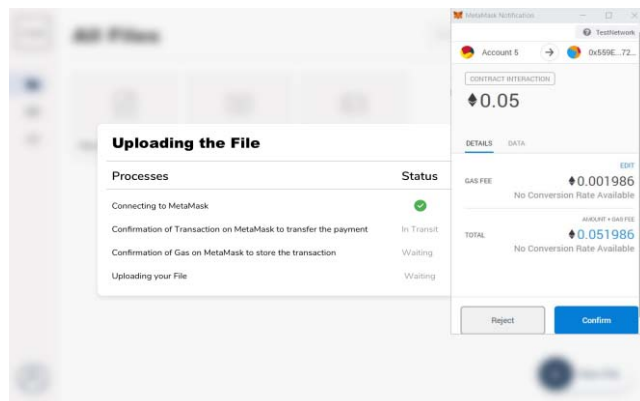 All Files
Uploading the File
Processes Status
Connecting to MetaMask
Confirmation of Transaction on MetaMask to transfer the payment In Transit
Confirmation of Gas on MetaMask to store the transaction Waiting
Uploading your File Waiting
MetaMask Notification
TestNetwork
Account 5 0x559E...72...
CONTRACT INTERACTION
0.05
DETAILS DATA
EDIT
GAS FEE 0.001986
No Conversion Rate Available
AMOUNT + GAS FEE
TOTAL 0.051986
No Conversion Rate Available
Reject Confirm